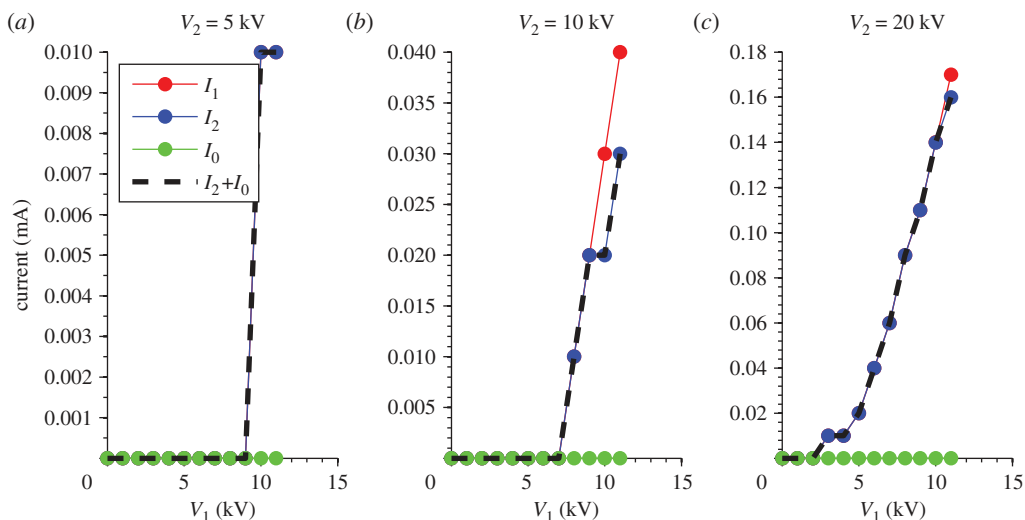 (a) V2 = 5 kV
0.010
0.009
0.008
0.007
0.006
0.005
0.004
0.003
0.002
0.001
0 5 10 15
current (mA)
V1 (kV)
I1
I2
I0
I2+I0
(b) V2 = 10 kV
0.040
0.035
0.030
0.025
0.020
0.015
0.010
0.005
0 5 10 15
V1 (kV)
(c) V2 = 20 kV
0.18
0.16
0.14
0.12
0.10
0.08
0.06
0.04
0.02
0 5 10 15
V1 (kV)